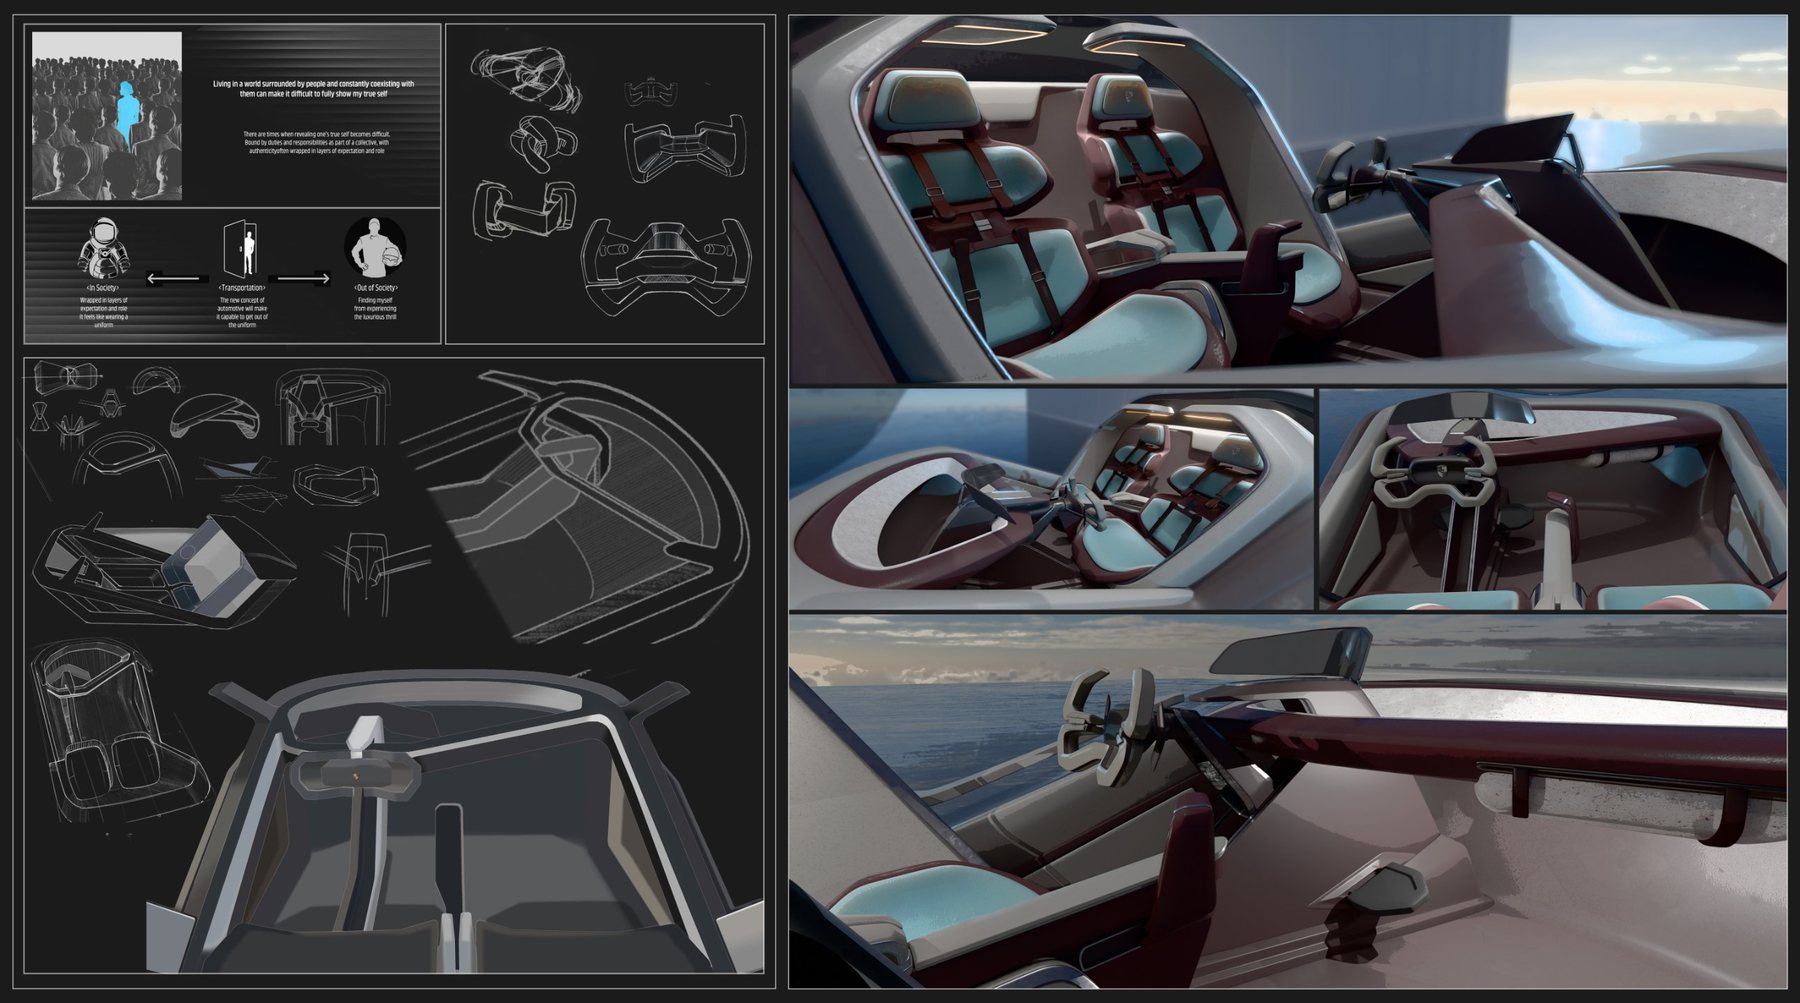 Living in a world surrounded by people and constantly coexisting with
them can make it difficult to fully show my true self
There are times when revealing one's true self becomes difficult.
Bound by duties and responsibilities as part of a collective, with
authenticityoften wrapped in layers of expectation and role
<In Society>
Wrapped in layers of
expectation and role
It feels like wearing a
uniform
<Transportation>
The new concept of
automotive will make
it capable to get out of
the uniform
<Out of Society>
Finding myself
from experiencing
the luxurious thrill